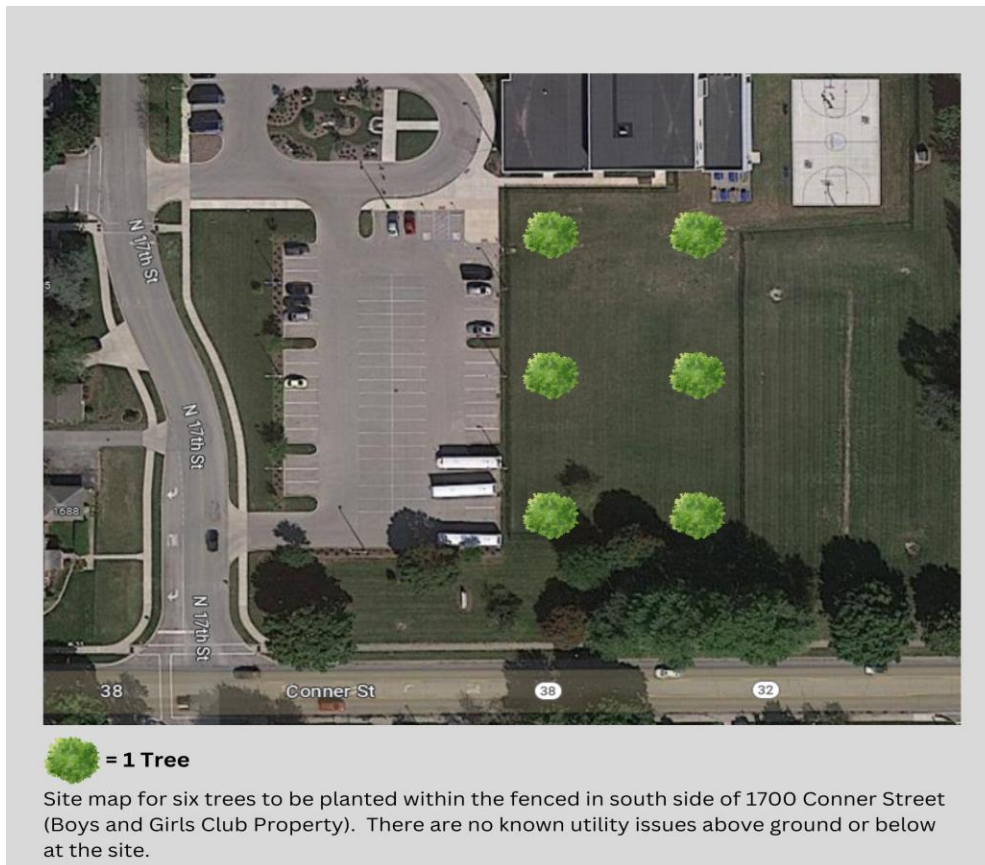 N 17th St
5
N 17th St
1688
N 17th St
38 Conner St 38 32
= 1 Tree
Site map for six trees to be planted within the fenced in south side of 1700 Conner Street
(Boys and Girls Club Property). There are no known utility issues above ground or below
at the site.